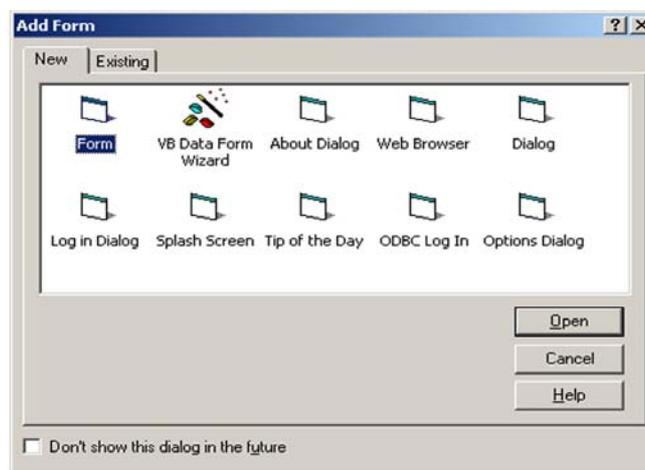 Add Form
New Existing
Form VB Data Form Wizard About Dialog Web Browser Dialog
Log in Dialog Splash Screen Tip of the Day ODBC Log In Options Dialog
Open
Cancel
Help
Don't show this dialog in the future